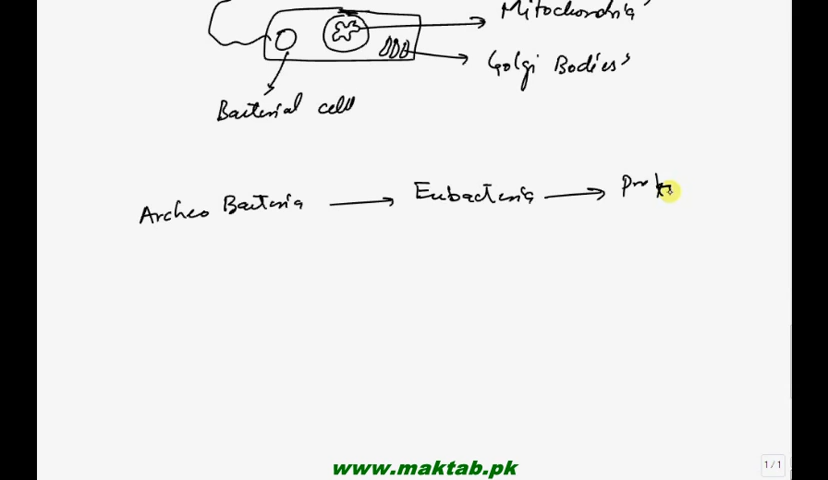 Mitochondria
Golgi Bodies
Bacterial cell
Archeo Bacteria → Eubacteria →
www.maktab.pk
1/1